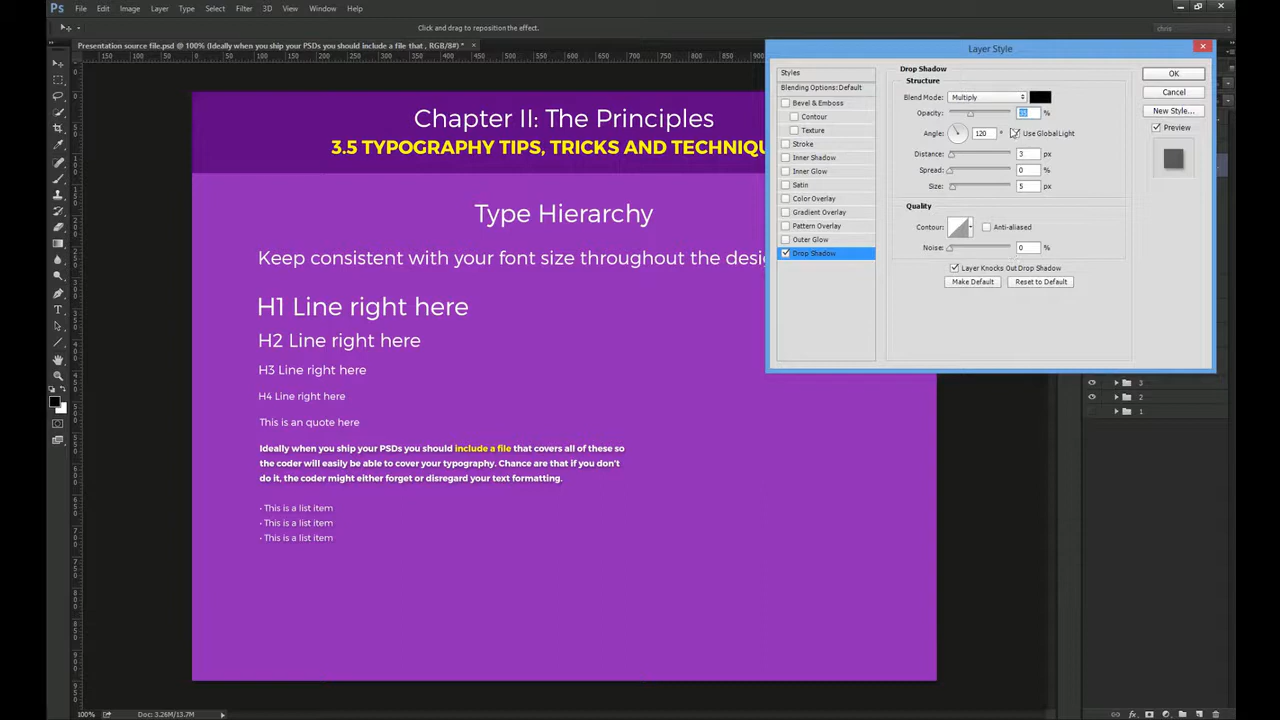 File Edit Image Layer Type Select Filter 3D View Window Help
Click and drag to reposition the effect.
chris
Presentation source file.psd @ 100% (Ideally when you ship your PSDs you should include a file that , RGB/8#) *
Chapter II: The Principles
3.5 TYPOGRAPHY TIPS, TRICKS AND TECHNIQU
Type Hierarchy
Keep consistent with your font size throughout the desi
H1 Line right here
H2 Line right here
H3 Line right here
H4 Line right here
This is an quote here
Ideally when you ship your PSDs you should include a file that covers all of these so
the coder will easily be able to cover your typography. Chance are that if you don't
do it, the coder might either forget or disregard your text formatting.
• This is a list item
• This is a list item
• This is a list item
Layer Style
Styles
Blending Options: Default
Bevel & Emboss
Contour
Texture
Stroke
Inner Shadow
Inner Glow
Satin
Color Overlay
Gradient Overlay
Pattern Overlay
Outer Glow
Drop Shadow
Drop Shadow
Structure
Blend Mode: Multiply
Opacity: 35 %
Angle: 120 ° Use Global Light
Distance: 3 px
Spread: 0 %
Size: 5 px
Quality
Contour: Anti-aliased
Noise: 0 %
Layer Knocks Out Drop Shadow
Make Default Reset to Default
OK
Cancel
New Style...
Preview
3
2
1
100% Doc: 3.26M/13.7M